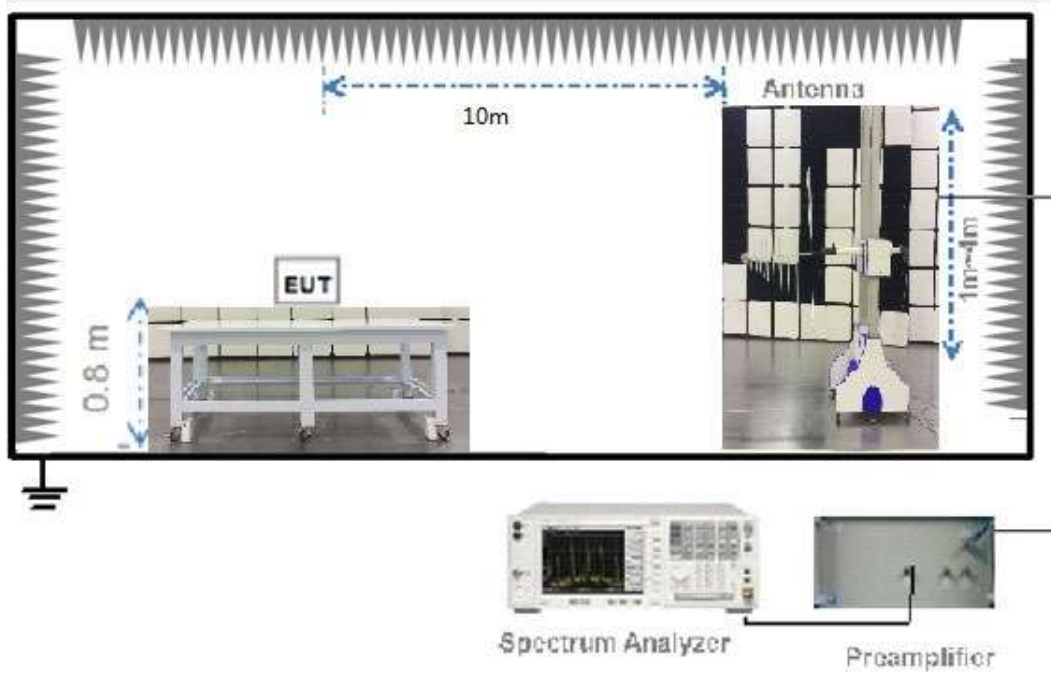 Antenna
10m
1m~4m
EUT
0.8 m
Spectrum Analyzer
Preamplifier